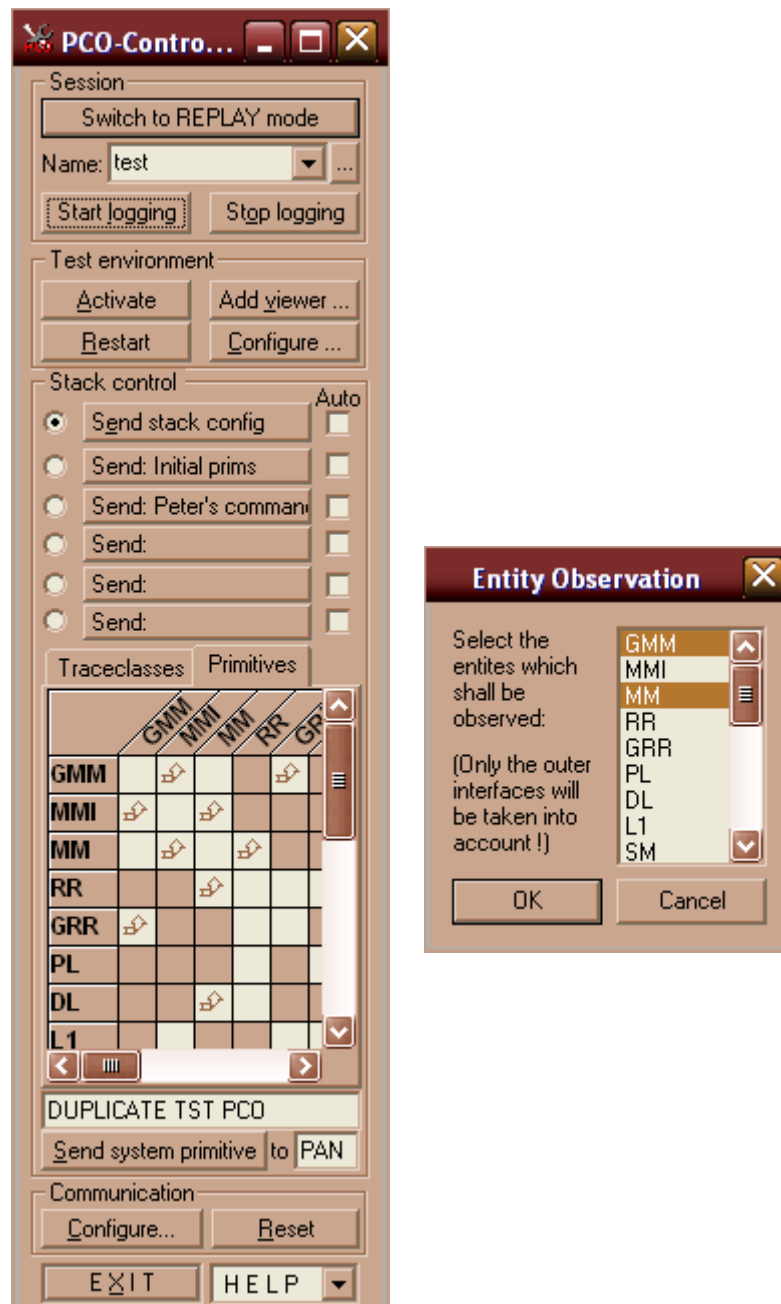 PCO-Contro...
Session
Switch to REPLAY mode
Name: test ...
Start logging Stop logging
Test environment
Activate Add viewer ...
Restart Configure ...
Stack control
Auto
Send stack config
Send: Initial prims
Send: Peter's comman
Send:
Send:
Send:
Traceclasses Primitives
GMM MMI MM RR GR
GMM
MMI
MM
RR
GRR
PL
DL
L1
DUPLICATE TST PCO
Send system primitive to PAN
Communication
Configure... Reset
EXIT HELP
Entity Observation
Select the
entites which
shall be
observed:
(Only the outer
interfaces will
be taken into
account !)
GMM
MMI
MM
RR
GRR
PL
DL
L1
SM
OK Cancel